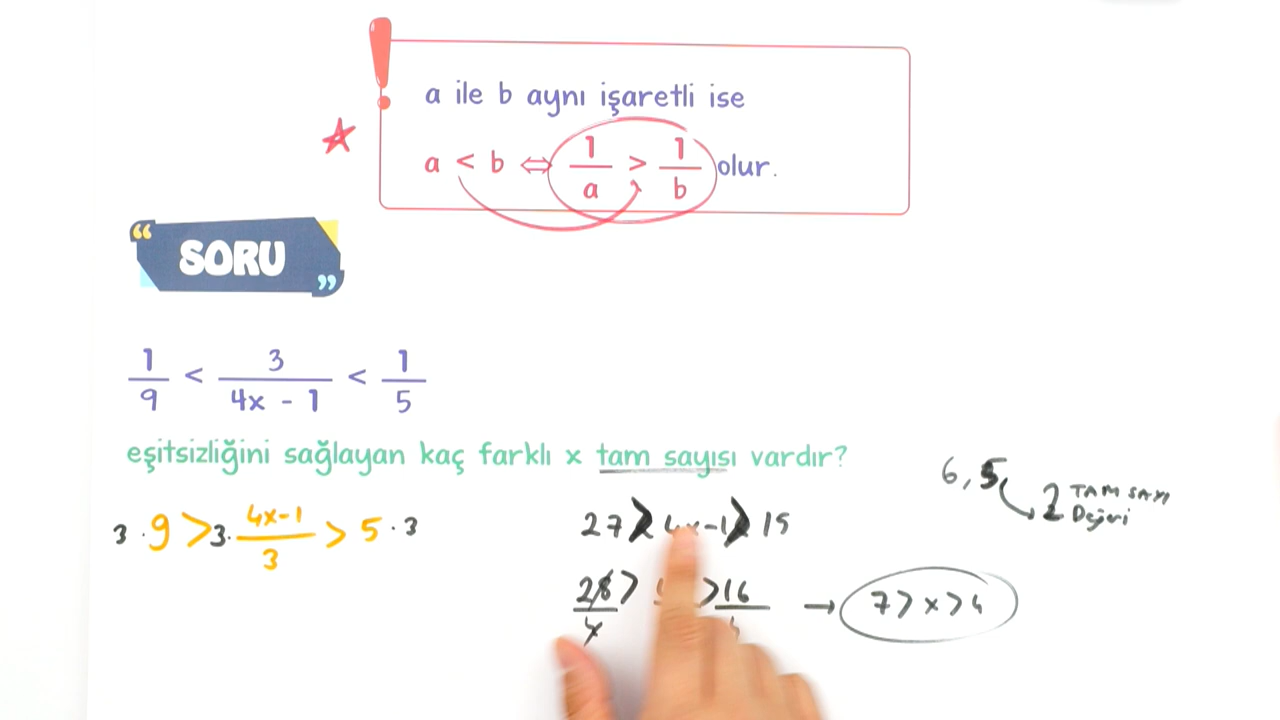 a ile b aynı işaretli ise
a < b ⇔ 1/a > 1/b olur.
“ SORU ”
1/9 < 3/(4x - 1) < 1/5
eşitsizliğini sağlayan kaç farklı x tam sayısı vardır?
6, 5 2 TAM SAYI
Değeri
3 · 9 > 3 · (4x-1)/3 > 5 · 3
27 > 4x-1 > 15
28/4 > > 16/4 → 7 > x > 4